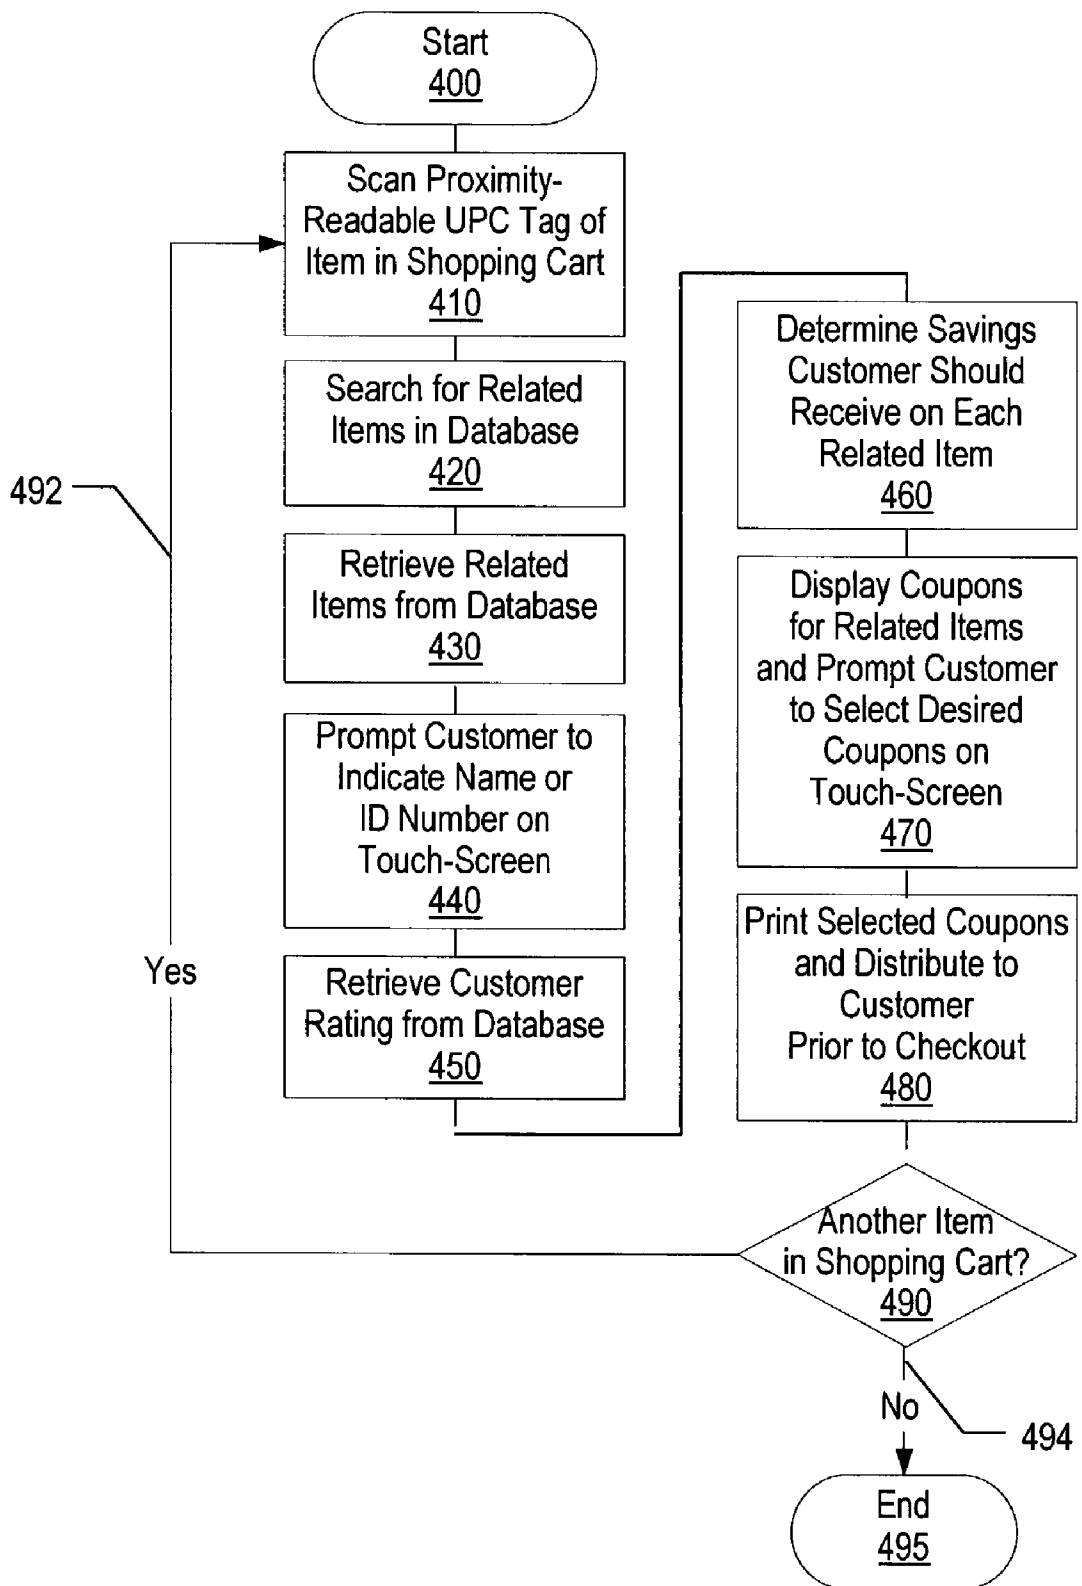 Start
400
Scan Proximity-
Readable UPC Tag of
Item in Shopping Cart
410
Search for Related
Items in Database
420
492
Retrieve Related
Items from Database
430
Prompt Customer to
Indicate Name or
ID Number on
Touch-Screen
440
Yes
Retrieve Customer
Rating from Database
450
Determine Savings
Customer Should
Receive on Each
Related Item
460
Display Coupons
for Related Items
and Prompt Customer
to Select Desired
Coupons on
Touch-Screen
470
Print Selected Coupons
and Distribute to
Customer
Prior to Checkout
480
Another Item
in Shopping Cart?
490
No
494
End
495